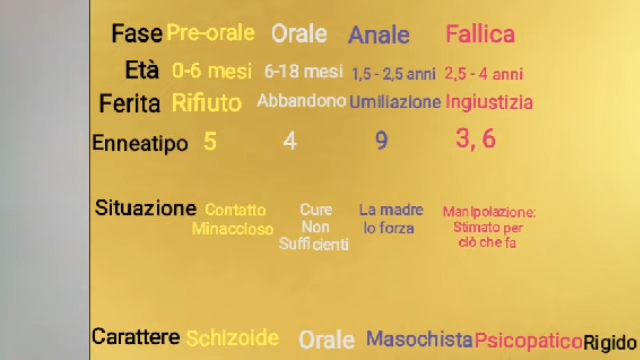 Fase Pre-orale Orale Anale Fallica
Età 0-6 mesi 6-18 mesi 1,5 - 2,5 anni 2,5 - 4 anni
Ferita Rifiuto Abbandono Umiliazione Ingiustizia
Enneatipo 5 4 9 3, 6
Situazione Contatto Cure La madre Manipolazione:
Minaccioso Non lo forza Stimato per
Sufficienti ciò che fa
Carattere Schizoide Orale Masochista Psicopatico Rigido